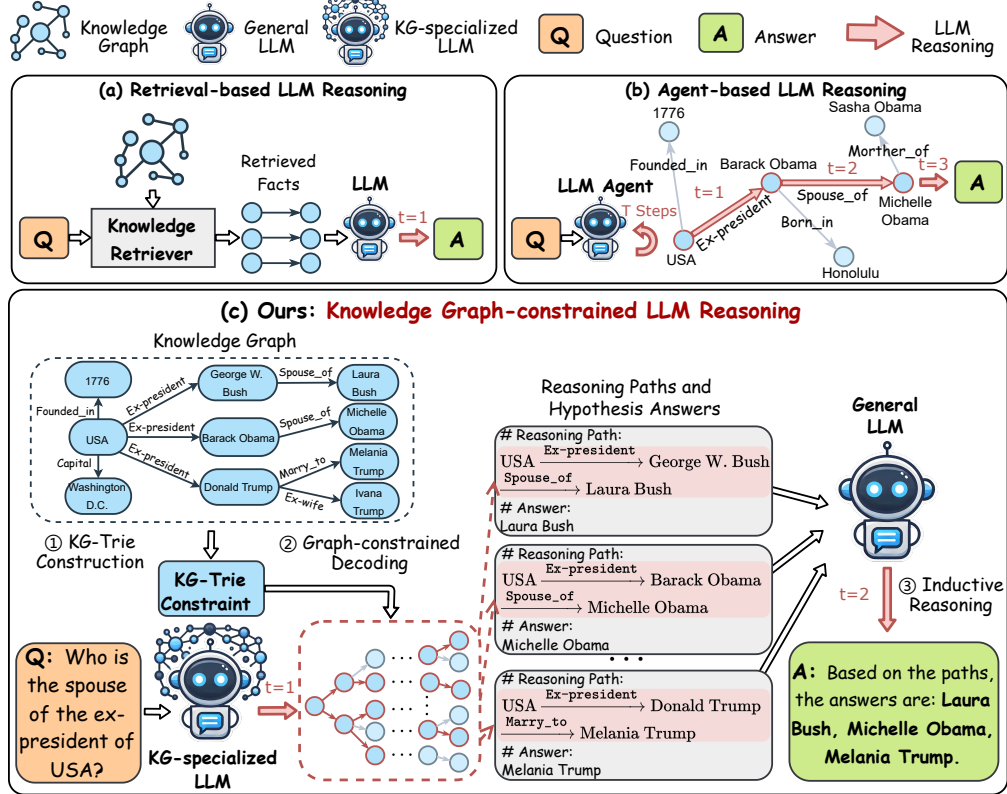 Knowledge
Graph
General
LLM
KG-specialized
LLM
Q
Question
A
Answer
LLM
Reasoning
(a) Retrieval-based LLM Reasoning
Q
Knowledge
Retriever
Retrieved
Facts
LLM
t=1
A
(b) Agent-based LLM Reasoning
1776
Sasha Obama
Founded_in
Barack Obama
Morther_of
t=2
t=3
LLM Agent
t=1
Spouse_of
A
Q
T Steps
Ex-president
Michelle
Obama
Born_in
USA
Honolulu
(c) Ours: Knowledge Graph-constrained LLM Reasoning
Knowledge Graph
1776
George W.
Bush
Spouse_of
Laura
Bush
Ex-president
Founded_in
USA
Ex-president
Barack Obama
Spouse_of
Michelle
Obama
Capital
Ex-president
Donald Trump
Marry_to
Melania
Trump
Washington
D.C.
Ex-wife
Ivana
Trump
① KG-Trie
Construction
② Graph-constrained
Decoding
KG-Trie
Constraint
Q: Who is
the spouse
of the ex-
president of
USA?
KG-specialized
LLM
t=1
Reasoning Paths and
Hypothesis Answers
# Reasoning Path:
USA Ex-president George W. Bush
Spouse_of Laura Bush
# Answer:
Laura Bush
# Reasoning Path:
USA Ex-president Barack Obama
Spouse_of Michelle Obama
# Answer:
Michelle Obama
...
# Reasoning Path:
USA Ex-president Donald Trump
Marry_to Melania Trump
# Answer:
Melania Trump
General
LLM
t=2
③ Inductive
Reasoning
A: Based on the paths,
the answers are: Laura
Bush, Michelle Obama,
Melania Trump.